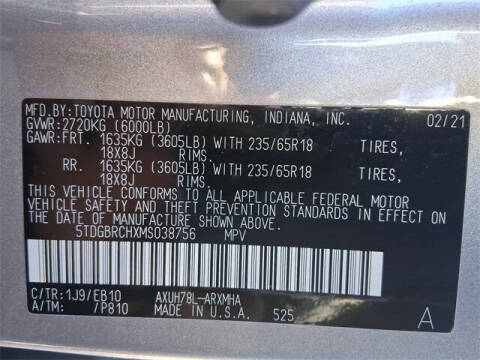 MFD.BY:TOYOTA MOTOR MANUFACTURING, INDIANA, INC. 02/21
GVWR:2720KG (6000LB)
GAWR:FRT. 1635KG (3605LB) WITH 235/65R18 TIRES,
18X8J RIMS.
RR. 1635KG (3605LB) WITH 235/65R18 TIRES,
18X8J RIMS.
THIS VEHICLE CONFORMS TO ALL APPLICABLE FEDERAL MOTOR
VEHICLE SAFETY AND THEFT PREVENTION STANDARDS IN EFFECT
ON THE DATE OF MANUFACTURE SHOWN ABOVE.
5TDGBRCHXMS038756 MPV
C/TR:1J9/EB10 AXUH78L-ARXMHA
A/TM: /P810 MADE IN U.S.A. 525 A